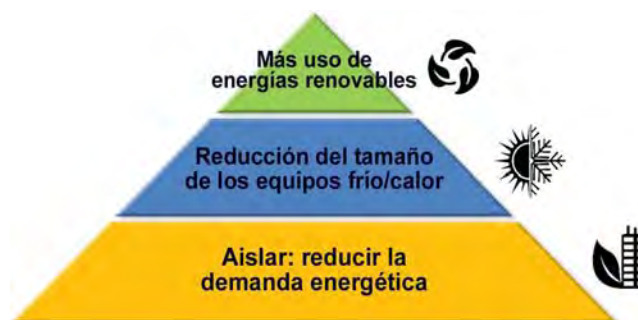 Más uso de
energías renovables
Reducción del tamaño
de los equipos frío/calor
Aislar: reducir la
demanda energética